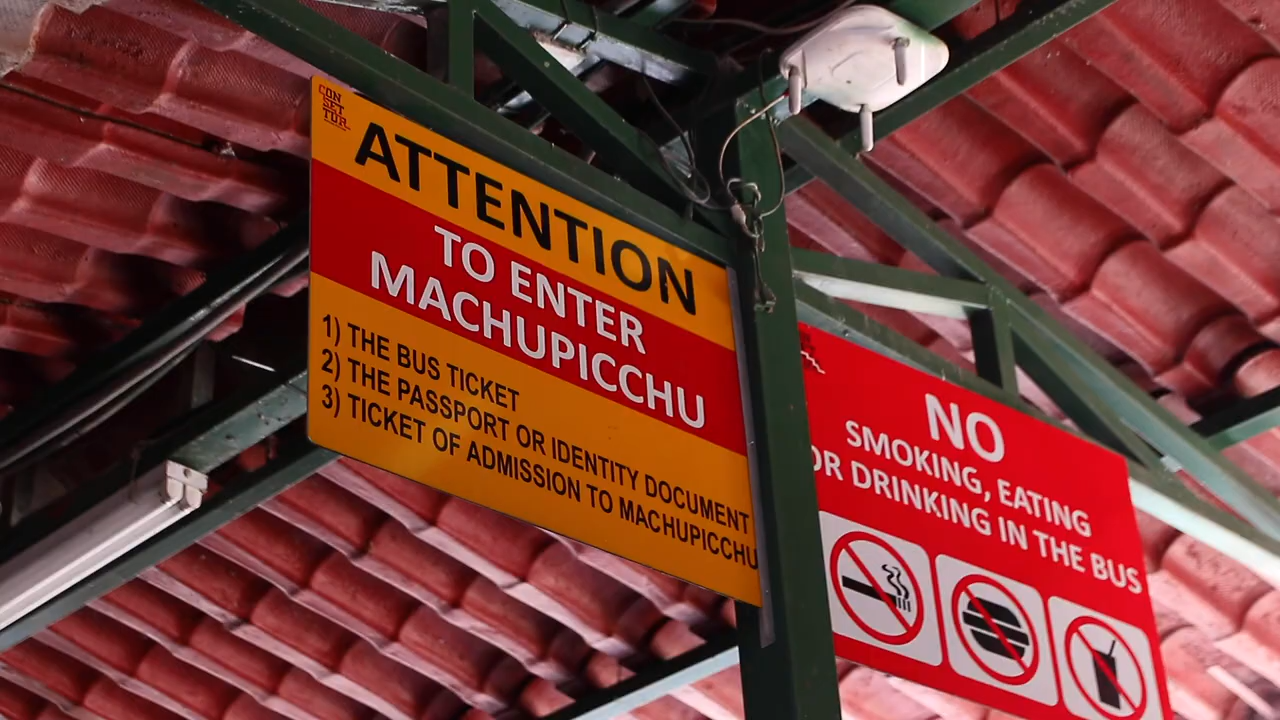 CON
SET
TUR
ATTENTION
TO ENTER
MACHUPICCHU
1) THE BUS TICKET
2) THE PASSPORT OR IDENTITY DOCUMENT
3) TICKET OF ADMISSION TO MACHUPICCHU
NO
SMOKING, EATING
OR DRINKING IN THE BUS